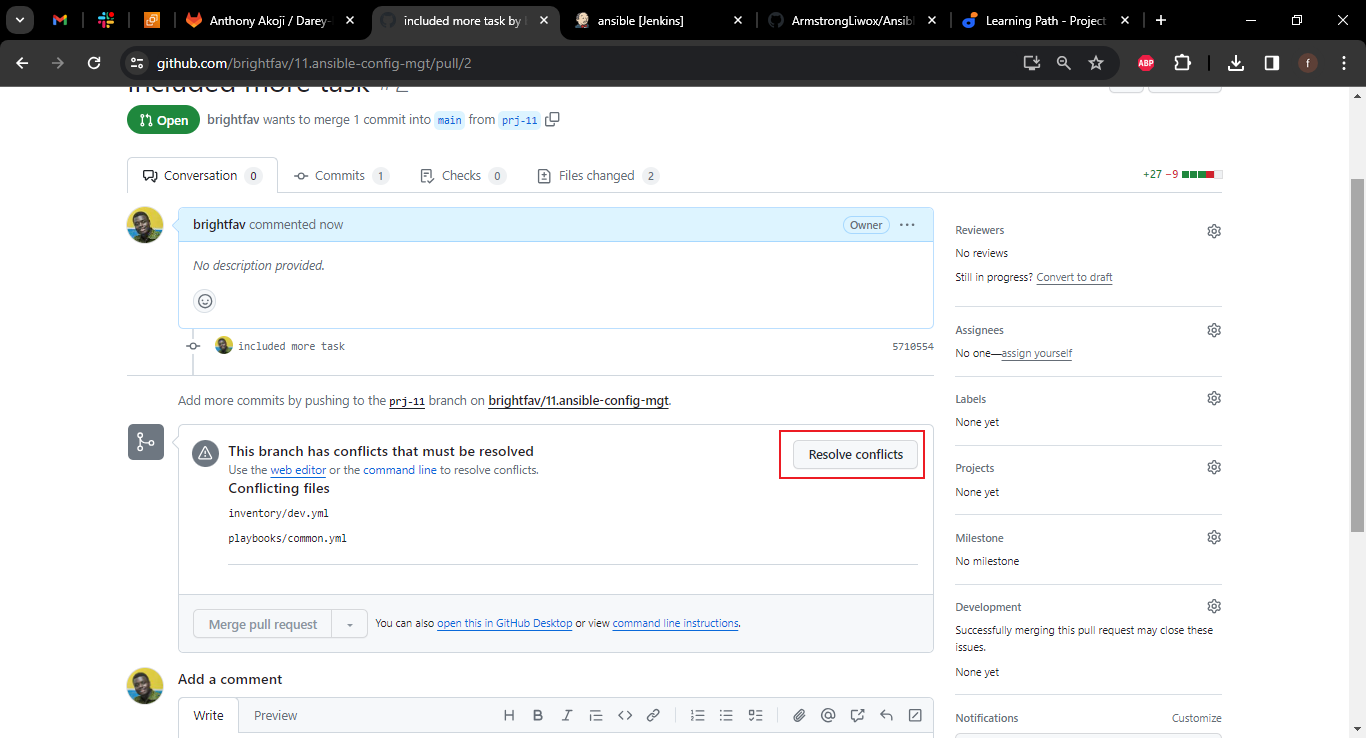 Anthony Akoji / Darey-
included more task by
ansible [Jenkins]
ArmstrongLiwox/Ansib
Learning Path - Project
github.com/brightfav/11.ansible-config-mgt/pull/2
ABP
f
included more task #2
Open
brightfav wants to merge 1 commit into main from prj-11
Conversation 0
Commits 1
Checks 0
Files changed 2
+27 −9
brightfav commented now
Owner
No description provided.
included more task
5710554
Add more commits by pushing to the prj-11 branch on brightfav/11.ansible-config-mgt.
This branch has conflicts that must be resolved
Use the web editor or the command line to resolve conflicts.
Resolve conflicts
Conflicting files
inventory/dev.yml
playbooks/common.yml
Merge pull request
You can also open this in GitHub Desktop or view command line instructions.
Add a comment
Write
Preview
H B I
Reviewers
No reviews
Still in progress? Convert to draft
Assignees
No one—assign yourself
Labels
None yet
Projects
None yet
Milestone
No milestone
Development
Successfully merging this pull request may close these
issues.
None yet
Notifications
Customize